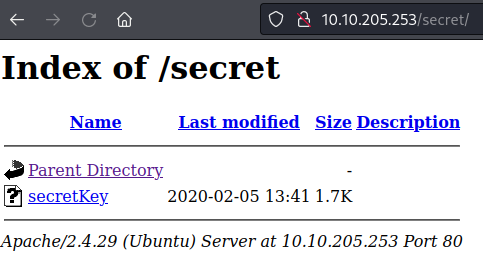 10.10.205.253/secret/
Index of /secret
Name Last modified Size Description
Parent Directory -
secretKey 2020-02-05 13:41 1.7K
Apache/2.4.29 (Ubuntu) Server at 10.10.205.253 Port 80